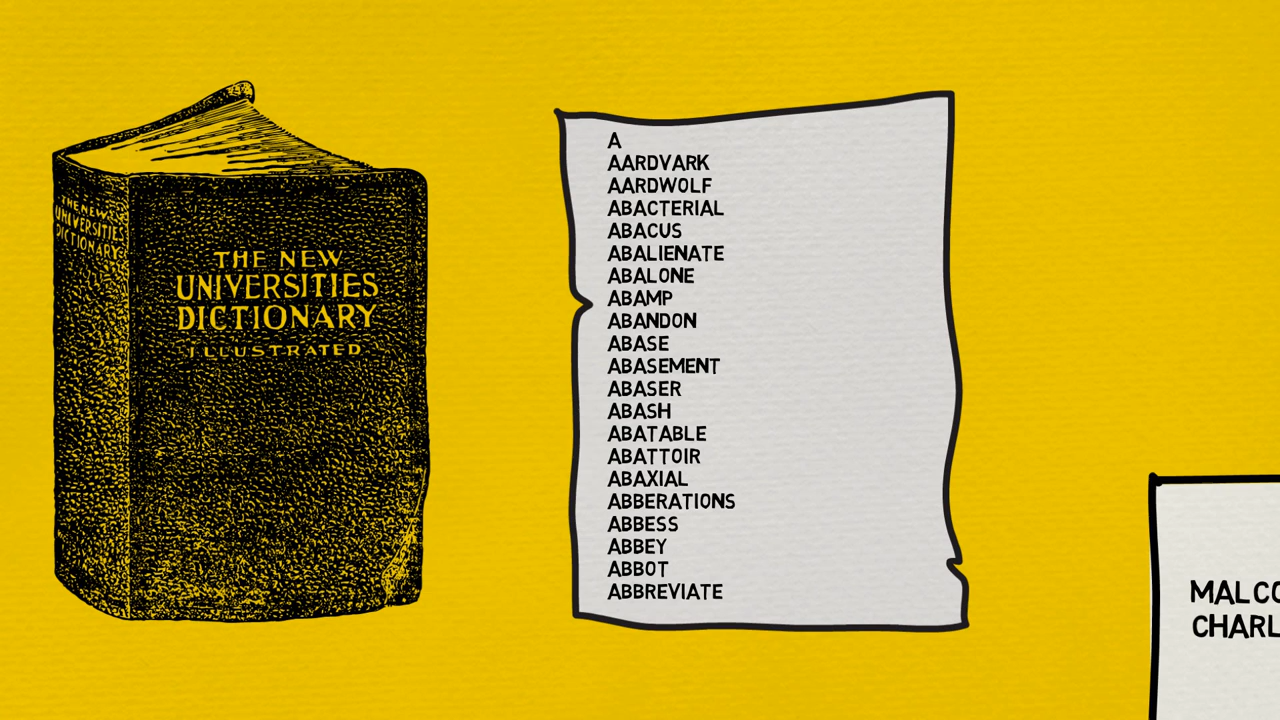 THE NEW
UNIVERSITIES
DICTIONARY
THE NEW
UNIVERSITIES
DICTIONARY
ILLUSTRATED
A
AARDVARK
AARDWOLF
ABACTERIAL
ABACUS
ABALIENATE
ABALONE
ABAMP
ABANDON
ABASE
ABASEMENT
ABASER
ABASH
ABATABLE
ABATTOIR
ABAXIAL
ABBERATIONS
ABBESS
ABBEY
ABBOT
ABBREVIATE